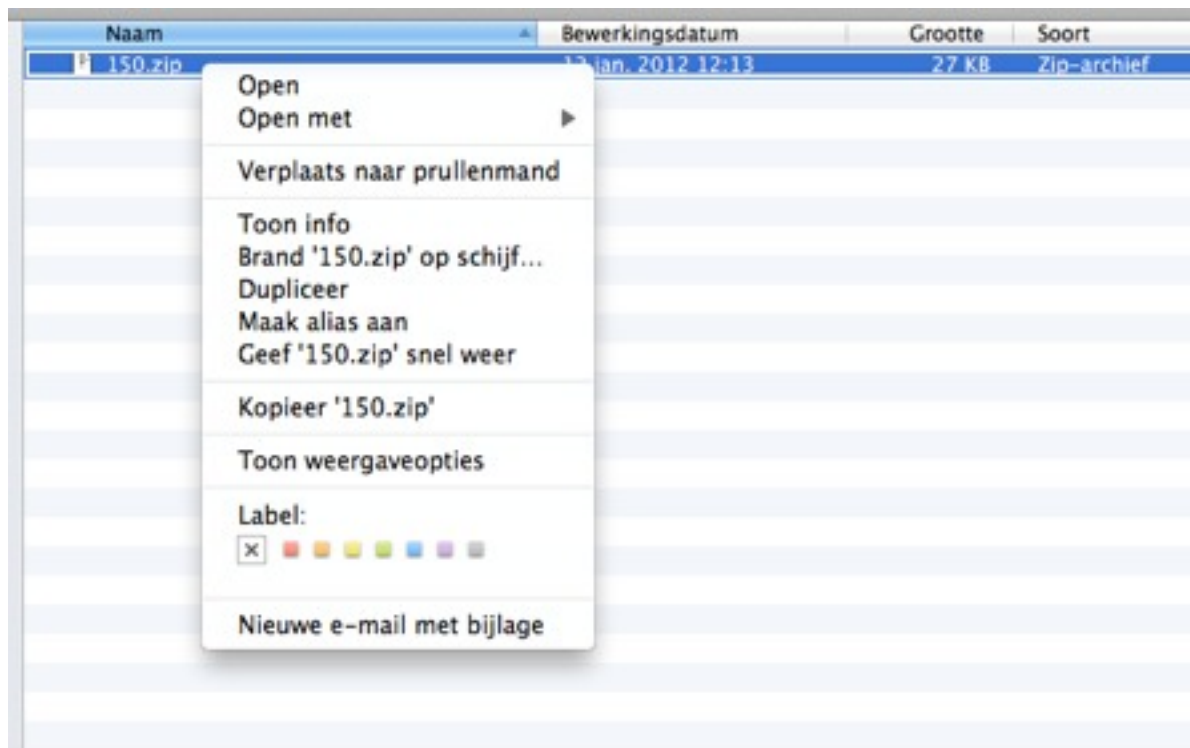 Naam Bewerkingsdatum Grootte Soort
150.zip 13 jan. 2012 12:13 27 KB Zip-archief
Open
Open met
Verplaats naar prullenmand
Toon info
Brand '150.zip' op schijf...
Dupliceer
Maak alias aan
Geef '150.zip' snel weer
Kopieer '150.zip'
Toon weergaveopties
Label:
Nieuwe e-mail met bijlage